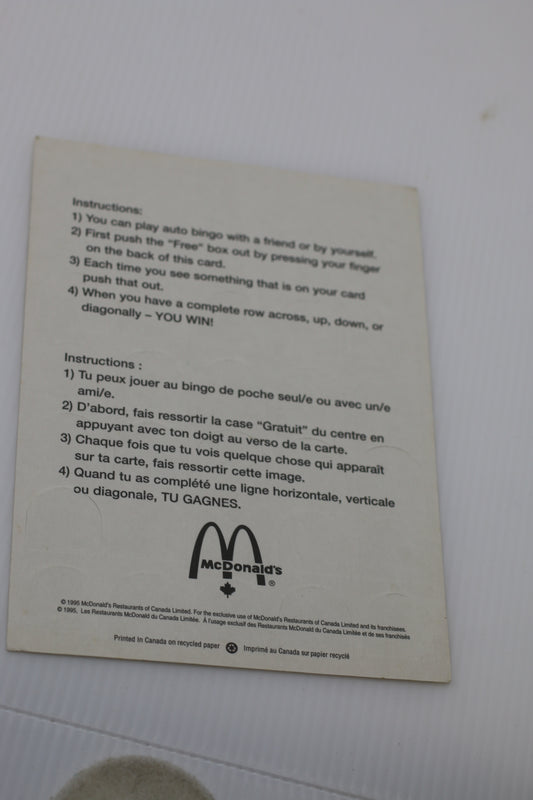 Instructions:
1) You can play auto bingo with a friend or by yourself.
2) First push the "Free" box out by pressing your finger
on the back of this card.
3) Each time you see something that is on your card
push that out.
4) When you have a complete row across, up, down, or
diagonally – YOU WIN!
Instructions :
1) Tu peux jouer au bingo de poche seul/e ou avec un/e
ami/e.
2) D'abord, fais ressortir la case "Gratuit" du centre en
appuyant avec ton doigt au verso de la carte.
3) Chaque fois que tu vois quelque chose qui apparaît
sur ta carte, fais ressortir cette image.
4) Quand tu as complété une ligne horizontale, verticale
ou diagonale, TU GAGNES.
McDonald's ®
© 1995 McDonald's Restaurants of Canada Limited. For the exclusive use of McDonald's Restaurants of Canada Limited and its franchisees.
© 1995, Les Restaurants McDonald du Canada Limitée. À l'usage exclusif des Restaurants McDonald du Canada Limitée et de ses franchisés
Printed in Canada on recycled paper Imprimé au Canada sur papier recyclé